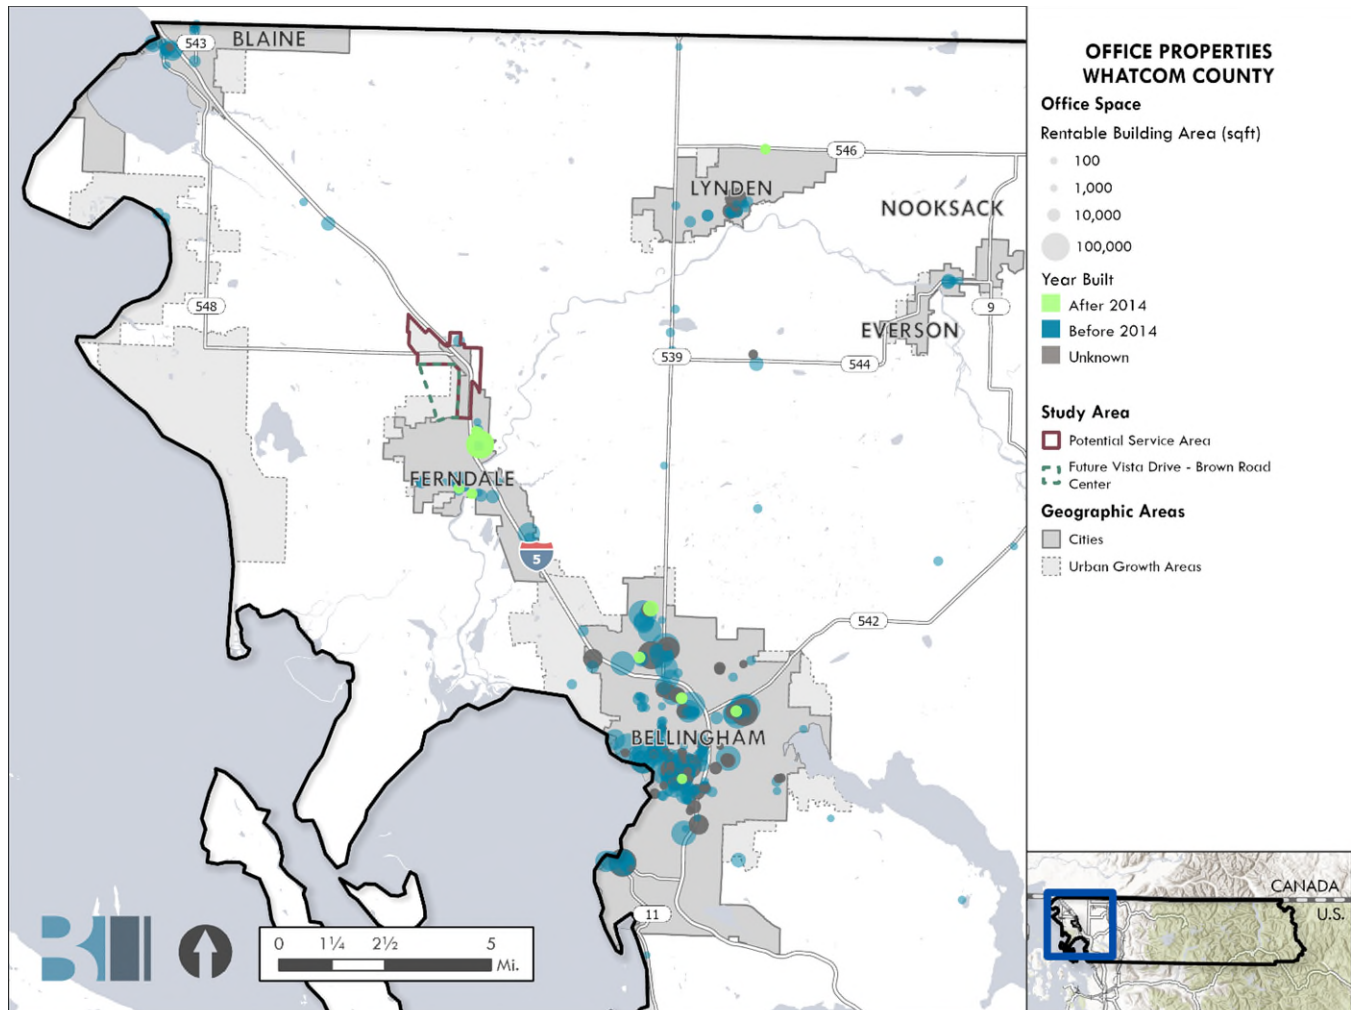 543
BLAINE
546
LYNDEN
NOOKSACK
548
9
EVERSON
539
544
FERNDALE
5
542
BELLINGHAM
11
0 1¼ 2½ 5
Mi.
OFFICE PROPERTIES
WHATCOM COUNTY
Office Space
Rentable Building Area (sqft)
100
1,000
10,000
100,000
Year Built
After 2014
Before 2014
Unknown
Study Area
Potential Service Area
Future Vista Drive - Brown Road
Center
Geographic Areas
Cities
Urban Growth Areas
CANADA
U.S.